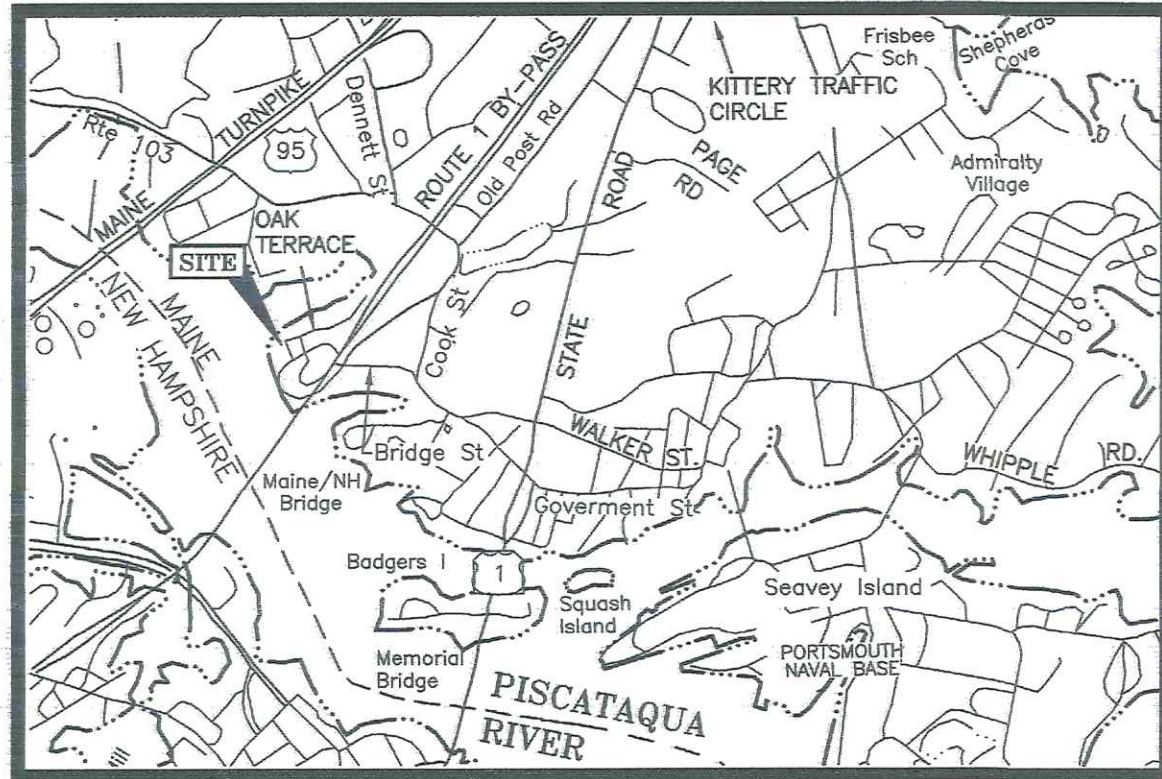 Frisbee
Sch
Shepherds
Cove
KITTERY TRAFFIC
CIRCLE
TURNPIKE
Dennett St
ROUTE 1 BY-PASS
Old Post Rd
Rte 103
95
PAGE
RD
ROAD
Admiralty
Village
MAINE
OAK
TERRACE
SITE
MAINE
NEW HAMPSHIRE
Cook St
STATE
WALKER ST.
WHIPPLE RD.
Bridge St
Maine/NH
Bridge
Goverment St
Badgers I
1
Squash
Island
Seavey Island
Memorial
Bridge
PORTSMOUTH
NAVAL BASE
PISCATAQUA
RIVER